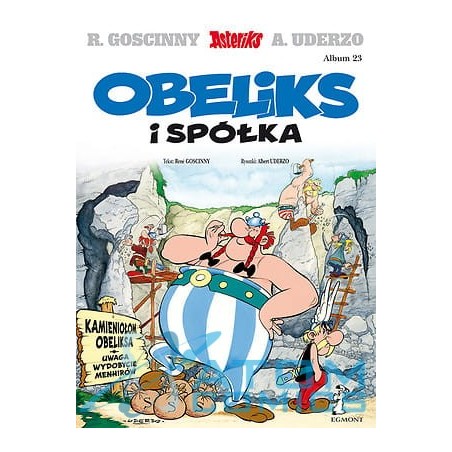 R. GOSCINNY Asteriks A. UDERZO
Album 23
OBELiKS
i SPÓŁKA
Tekst: René GOSCINNY Rysunki: Albert UDERZO
KAMIENIOŁOM
OBELIKSA
UWAGA
WYDOBYCIE
MENHIRÓW
UDERZO
EGMONT